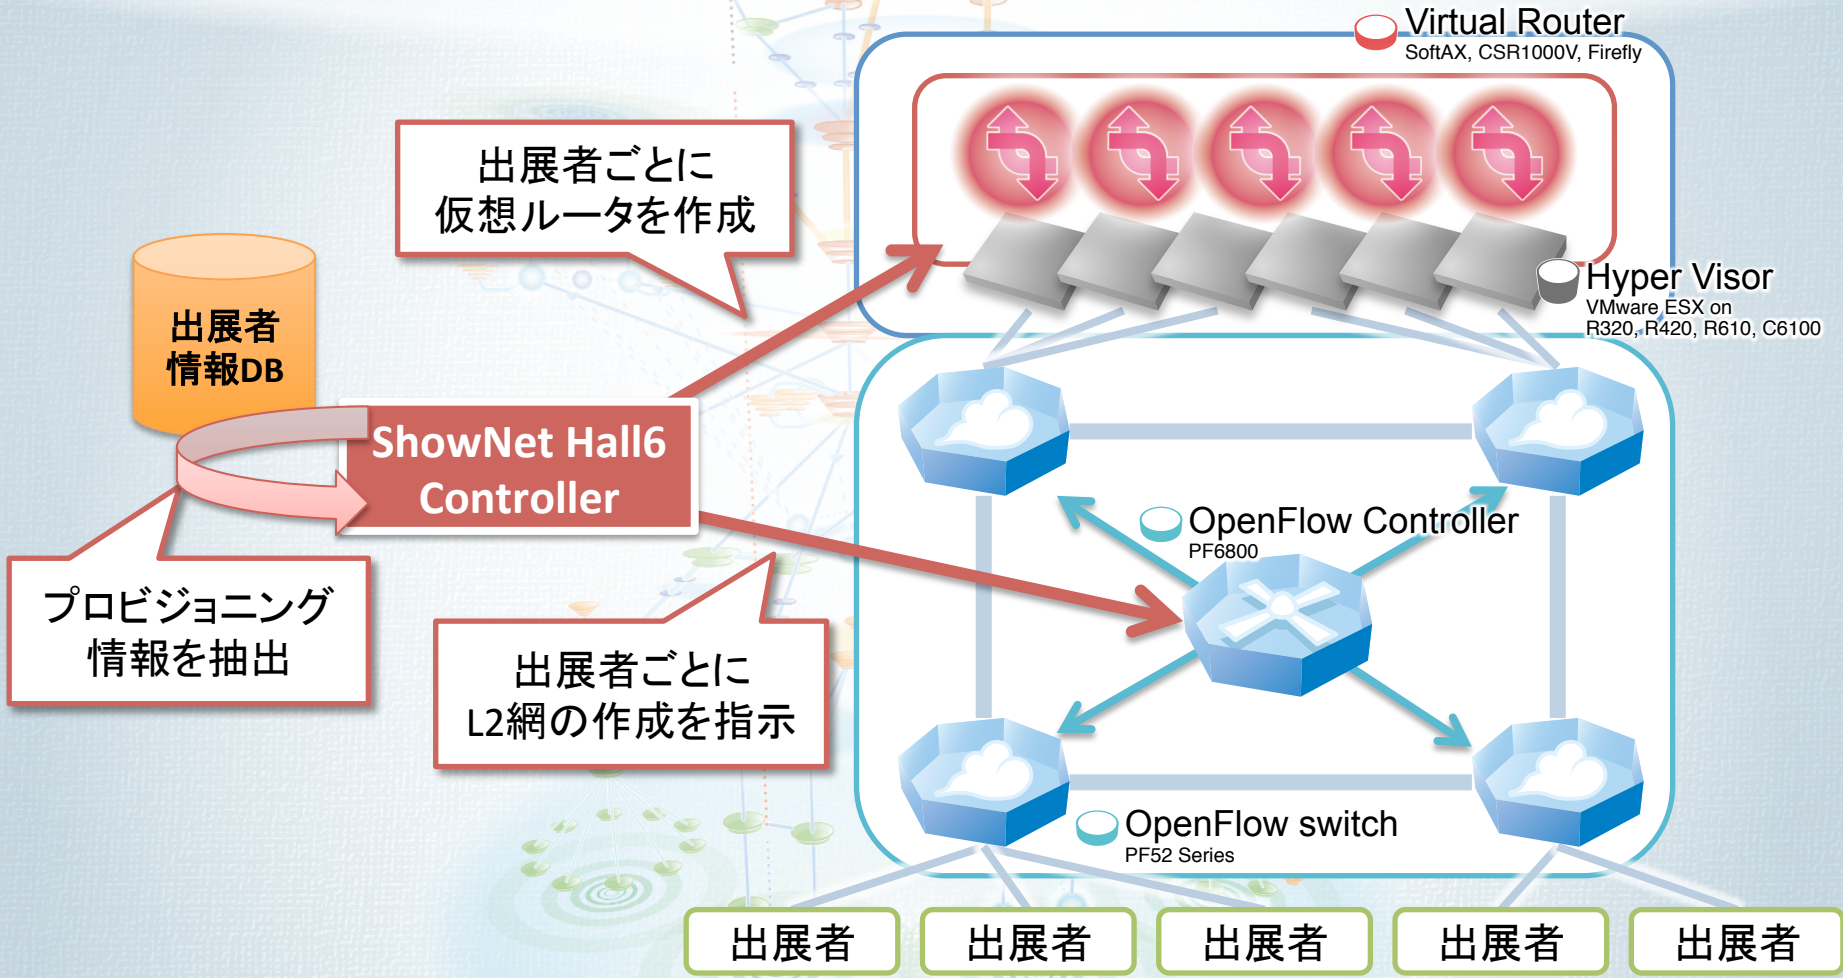 Virtual Router
SoftAX, CSR1000V, Firefly
出展者ごとに
仮想ルータを作成
出展者
情報DB
Hyper Visor
VMware ESX on
R320, R420, R610, C6100
ShowNet Hall6
Controller
OpenFlow Controller
PF6800
プロビジョニング
情報を抽出
出展者ごとに
L2網の作成を指示
OpenFlow switch
PF52 Series
出展者
出展者
出展者
出展者
出展者